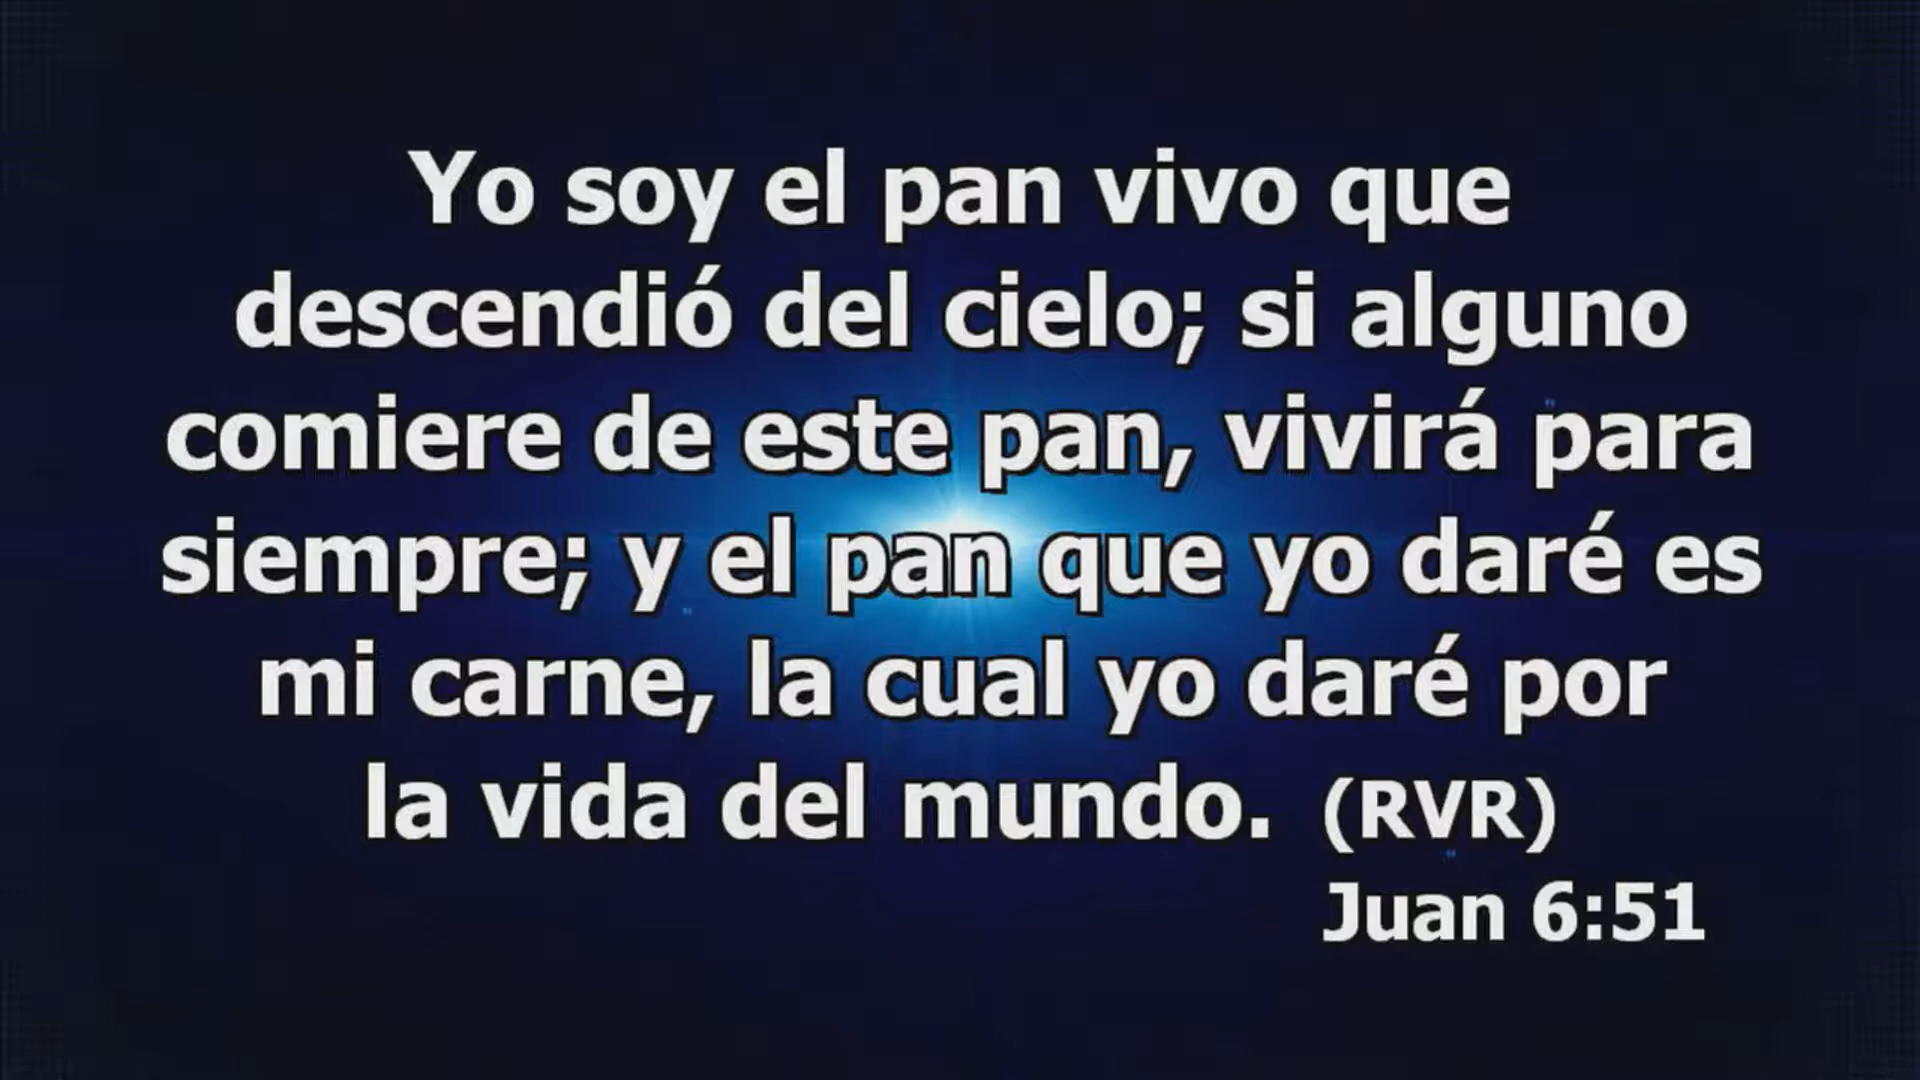 Yo soy el pan vivo que
descendió del cielo; si alguno
comiere de este pan, vivirá para
siempre; y el pan que yo daré es
mi carne, la cual yo daré por
la vida del mundo. (RVR)
Juan 6:51